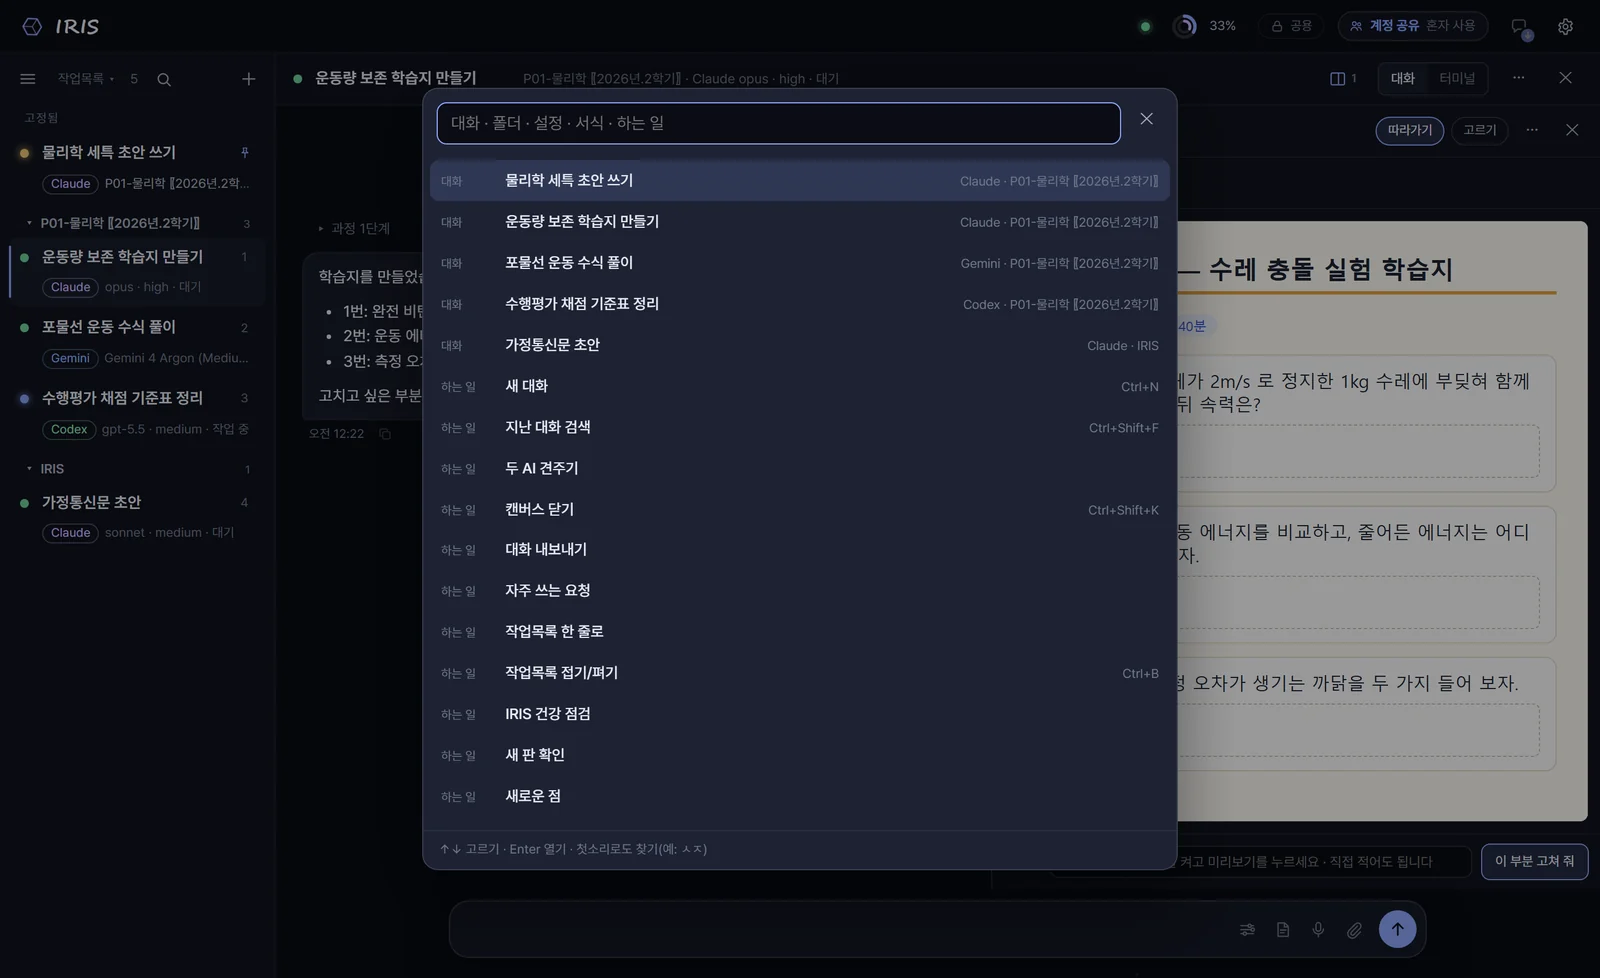 IRIS
33%
공용
계정 공유 혼자 사용
작업목록 5
운동량 보존 학습지 만들기
P01-물리학 〖2026년.2학기〗 · Claude opus · high · 대기
1
대화
터미널
고정됨
물리학 세특 초안 쓰기
Claude P01-물리학 〖2026년.2학...
P01-물리학 〖2026년.2학기〗 3
운동량 보존 학습지 만들기 1
Claude opus · high · 대기
포물선 운동 수식 풀이 2
Gemini Gemini 4 Argon (Mediu...
수행평가 채점 기준표 정리 3
Codex gpt-5.5 · medium · 작업 중
IRIS 1
가정통신문 초안 4
Claude sonnet · medium · 대기
과정 1단계
학습지를 만들었
1번: 완전 비탄
2번: 운동 에
3번: 측정 오
고치고 싶은 부분
오전 12:22
대화 · 폴더 · 설정 · 서식 · 하는 일
대화 물리학 세특 초안 쓰기 Claude · P01-물리학 〖2026년.2학기〗
대화 운동량 보존 학습지 만들기 Claude · P01-물리학 〖2026년.2학기〗
대화 포물선 운동 수식 풀이 Gemini · P01-물리학 〖2026년.2학기〗
대화 수행평가 채점 기준표 정리 Codex · P01-물리학 〖2026년.2학기〗
대화 가정통신문 초안 Claude · IRIS
하는 일 새 대화 Ctrl+N
하는 일 지난 대화 검색 Ctrl+Shift+F
하는 일 두 AI 견주기
하는 일 캔버스 닫기 Ctrl+Shift+K
하는 일 대화 내보내기
하는 일 자주 쓰는 요청
하는 일 작업목록 한 줄로
하는 일 작업목록 접기/펴기 Ctrl+B
하는 일 IRIS 건강 점검
하는 일 새 판 확인
하는 일 새로운 점
↑↓ 고르기 · Enter 열기 · 첫소리로도 찾기(예: ㅅㅈ)
따라가기
고르기
— 수레 충돌 실험 학습지
40분
가 2m/s 로 정지한 1kg 수레에 부딪혀 함께
뒤 속력은?
동 에너지를 비교하고, 줄어든 에너지는 어디
자.
오차가 생기는 까닭을 두 가지 들어 보자.
켜고 미리보기를 누르세요 · 직접 적어도 됩니다
이 부분 고쳐 줘